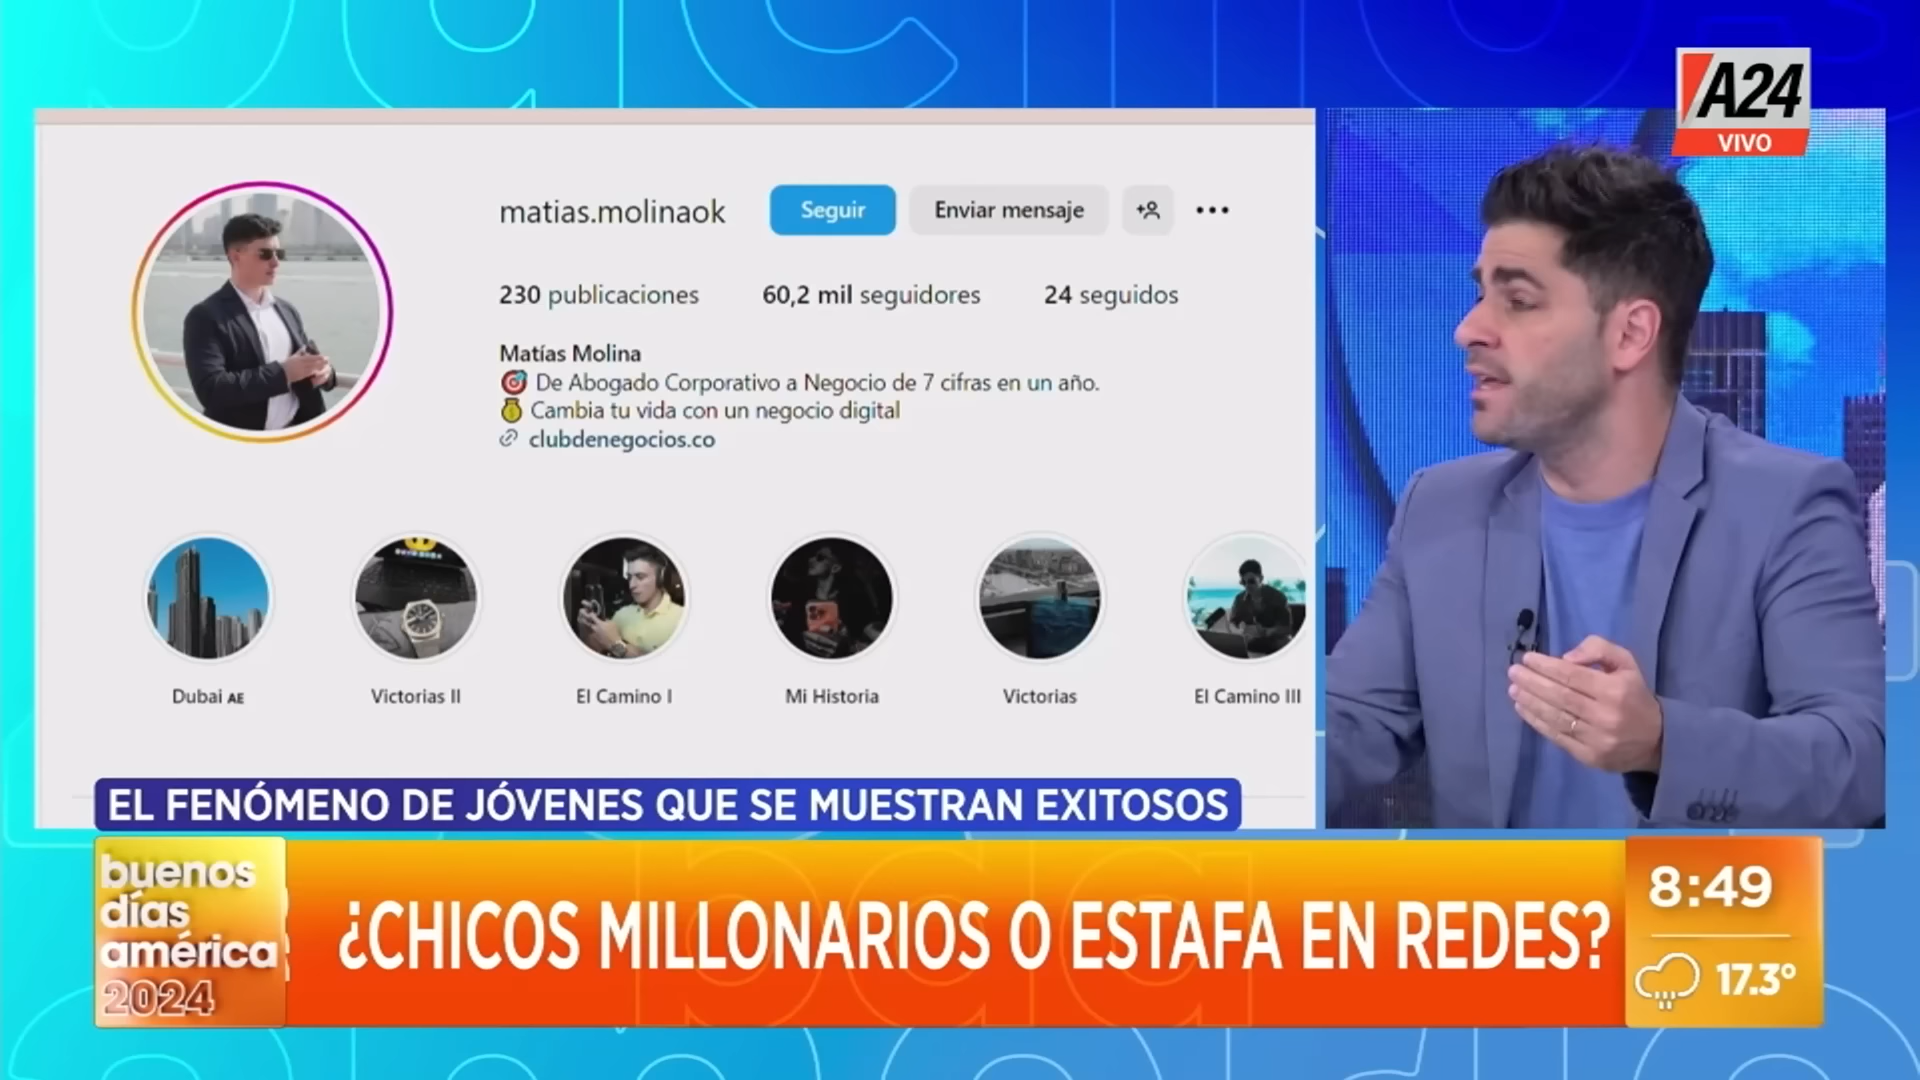 A24
VIVO
matias.molinaok
Seguir
Enviar mensaje
230 publicaciones
60,2 mil seguidores
24 seguidos
Matías Molina
De Abogado Corporativo a Negocio de 7 cifras en un año.
Cambia tu vida con un negocio digital
clubdenegocios.co
Dubai AE
Victorias II
El Camino I
Mi Historia
Victorias
El Camino III
EL FENÓMENO DE JÓVENES QUE SE MUESTRAN EXITOSOS
buenos
días
américa
2024
¿CHICOS MILLONARIOS O ESTAFA EN REDES?
8:49
17.3°